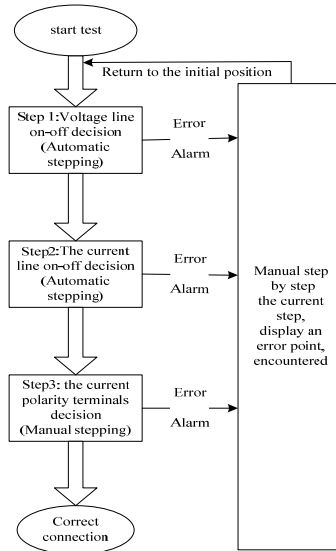 start test
Return to the initial position
Step 1:Voltage line
on-off decision
(Automatic
stepping)
Error
Alarm
Step2:The current
line on-off decision
(Automatic
stepping)
Error
Alarm
Manual step
by step
the current
step,
display an
error point,
encountered
Step3: the current
polarity terminals
decision
(Manual stepping)
Error
Alarm
Correct
connection